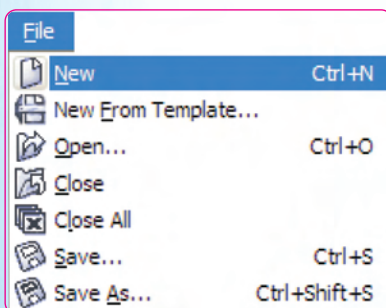 File
New Ctrl+N
New From Template...
Open... Ctrl+O
Close
Close All
Save... Ctrl+S
Save As... Ctrl+Shift+S